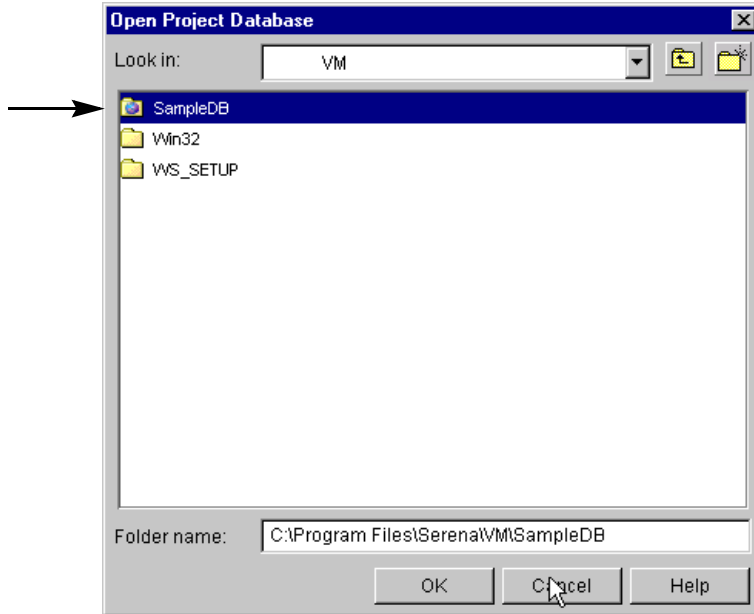 Open Project Database
Look in:
VM
SampleDB
Win32
WS_SETUP
Folder name:
C:\Program Files\Serena\VM\SampleDB
OK
Cancel
Help